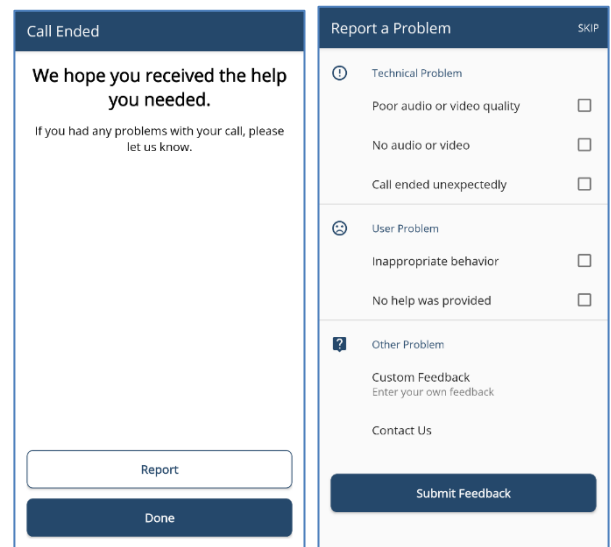 Call Ended
We hope you received the help
you needed.
If you had any problems with your call, please
let us know.
Report
Done
Report a Problem
SKIP
Technical Problem
Poor audio or video quality
No audio or video
Call ended unexpectedly
User Problem
Inappropriate behavior
No help was provided
Other Problem
Custom Feedback
Enter your own feedback
Contact Us
Submit Feedback